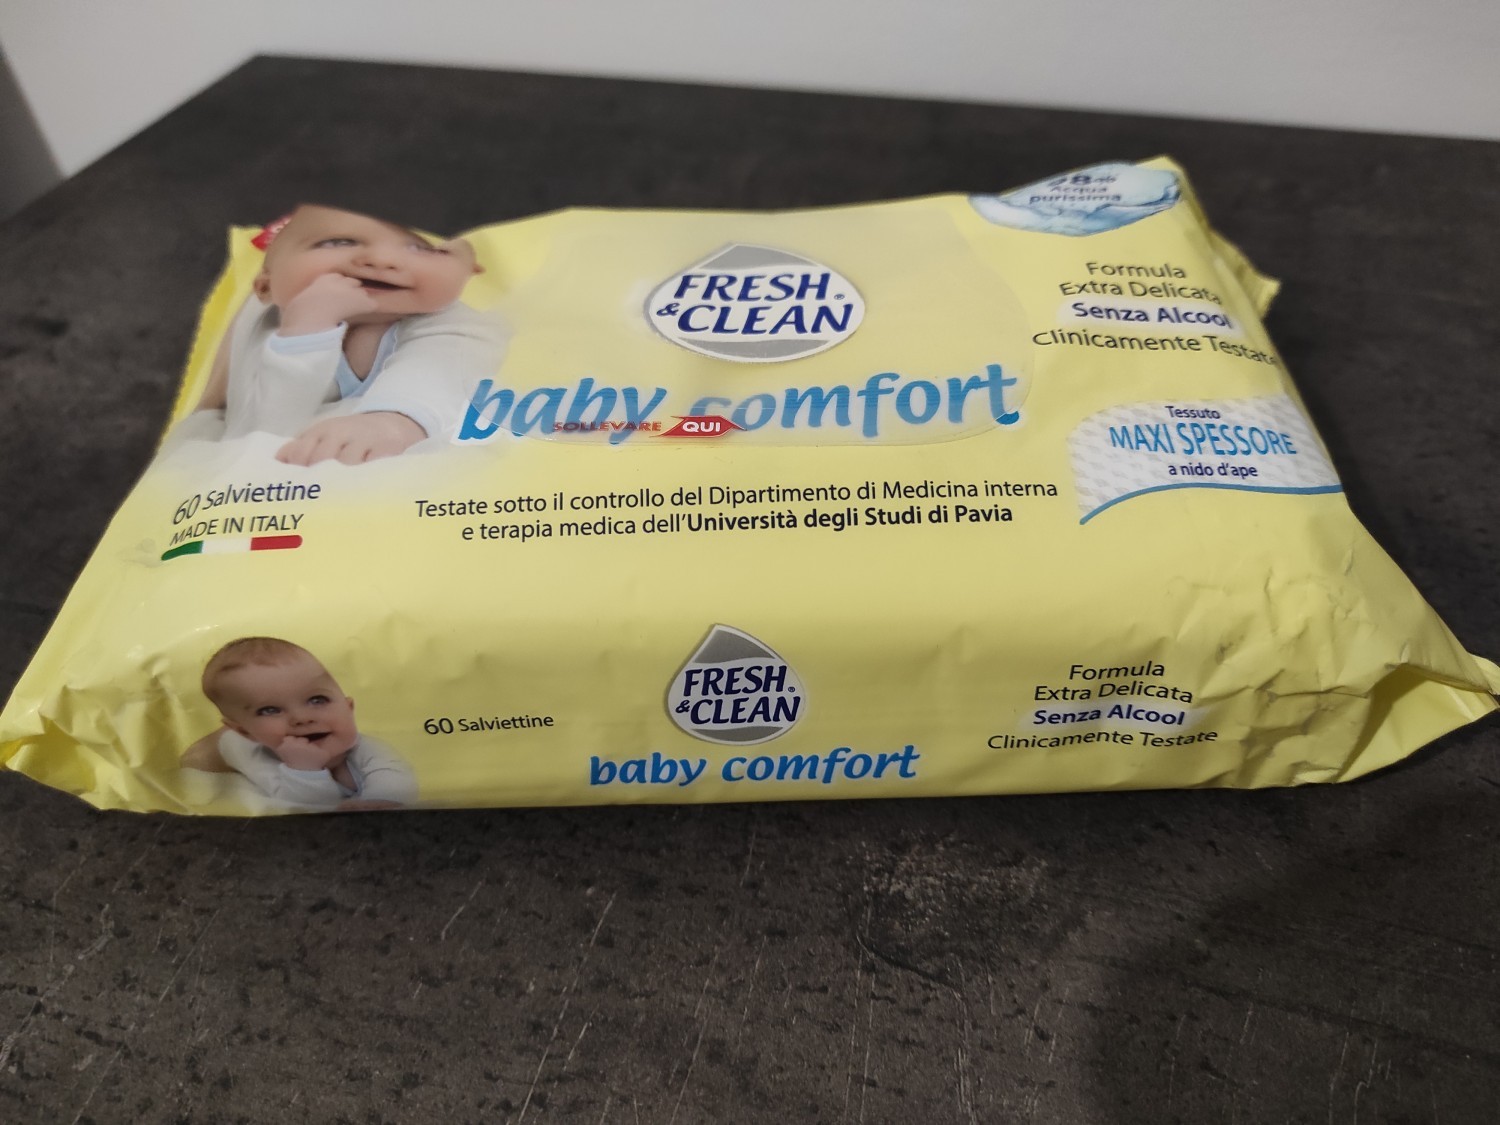 98%
Acqua
purissima
FRESH
&CLEAN®
Formula
Extra Delicata
Senza Alcool
Clinicamente Testate
baby comfort
SOLLEVARE QUI
Tessuto
MAXI SPESSORE
a nido d'ape
60 Salviettine
MADE IN ITALY
Testate sotto il controllo del Dipartimento di Medicina interna
e terapia medica dell'Università degli Studi di Pavia
60 Salviettine
FRESH
&CLEAN®
baby comfort
Formula
Extra Delicata
Senza Alcool
Clinicamente Testate